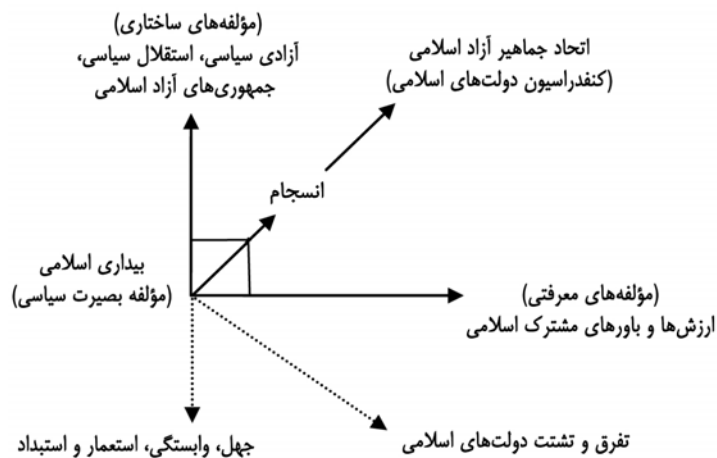 (مؤلفه‌های ساختاری)
آزادی سیاسی، استقلال سیاسی،
جمهوری‌های آزاد اسلامی
اتحاد جماهیر آزاد اسلامی
(کنفدراسیون دولت‌های اسلامی)
انسجام
بیداری اسلامی
(مؤلفه بصیرت سیاسی)
(مؤلفه‌های معرفتی)
ارزش‌ها و باورهای مشترک اسلامی
تفرق و تشتت دولت‌های اسلامی
جهل، وابستگی، استعمار و استبداد